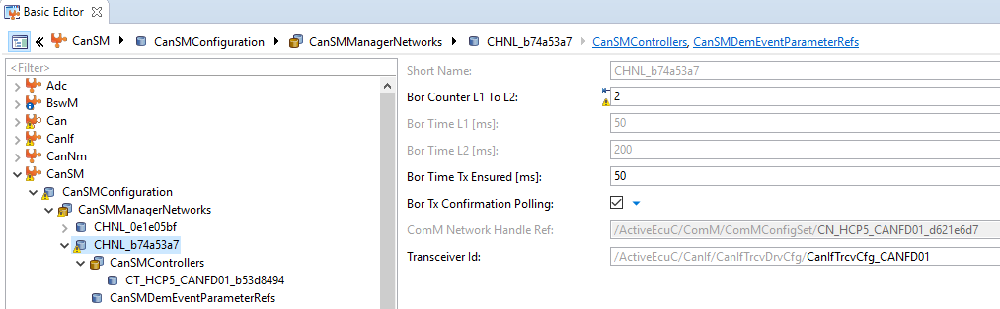 Basic Editor
CanSM CanSMConfiguration CanSMManagerNetworks CHNL_b74a53a7 CanSMControllers, CanSMDemEventParameterRefs
<Filter>
Adc
BswM
Can
CanIf
CanNm
CanSM
CanSMConfiguration
CanSMManagerNetworks
CHNL_0e1e05bf
CHNL_b74a53a7
CanSMControllers
CT_HCP5_CANFD01_b53d8494
CanSMDemEventParameterRefs
Short Name: CHNL_b74a53a7
Bor Counter L1 To L2: 2
Bor Time L1 [ms]: 50
Bor Time L2 [ms]: 200
Bor Time Tx Ensured [ms]: 50
Bor Tx Confirmation Polling:
ComM Network Handle Ref: /ActiveEcuC/ComM/ComMConfigSet/CN_HCP5_CANFD01_d621e6d7
Transceiver Id: /ActiveEcuC/CanIf/CanIfTrcvDrvCfg/CanIfTrcvCfg_CANFD01